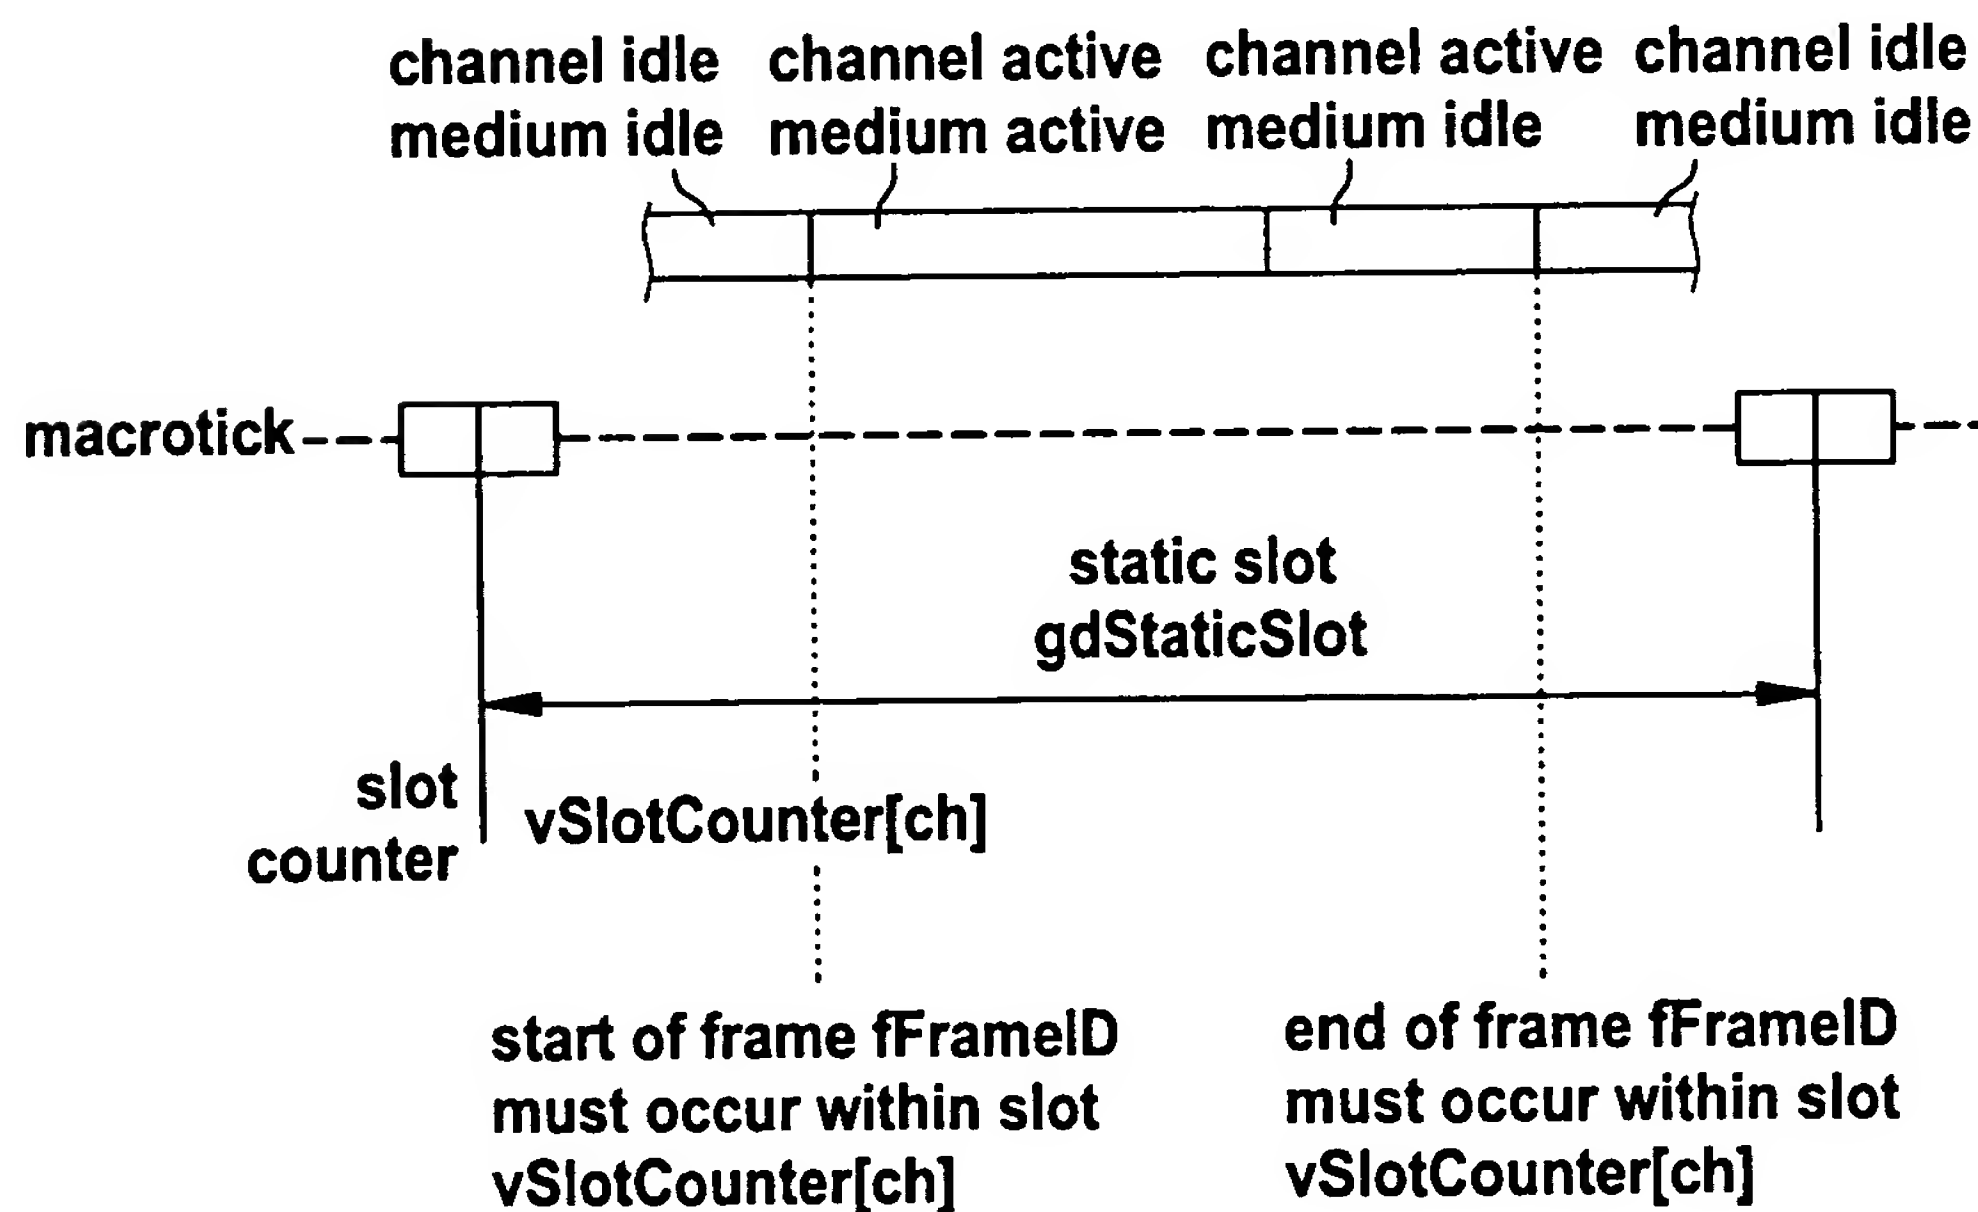 channel idle
medium idle
channel active
medium active
channel active
medium idle
channel idle
medium idle
macrotick
static slot
gdStaticSlot
slot
counter
vSlotCounter[ch]
start of frame fFrameID
must occur within slot
vSlotCounter[ch]
end of frame fFrameID
must occur within slot
vSlotCounter[ch]